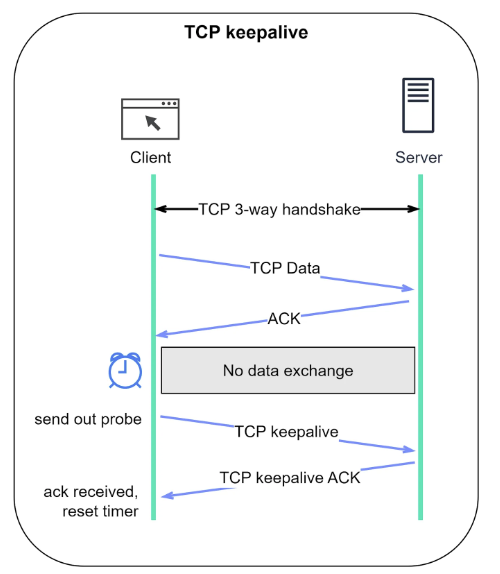 TCP keepalive
Client
Server
TCP 3-way handshake
TCP Data
ACK
No data exchange
send out probe
TCP keepalive
TCP keepalive ACK
ack received,
reset timer